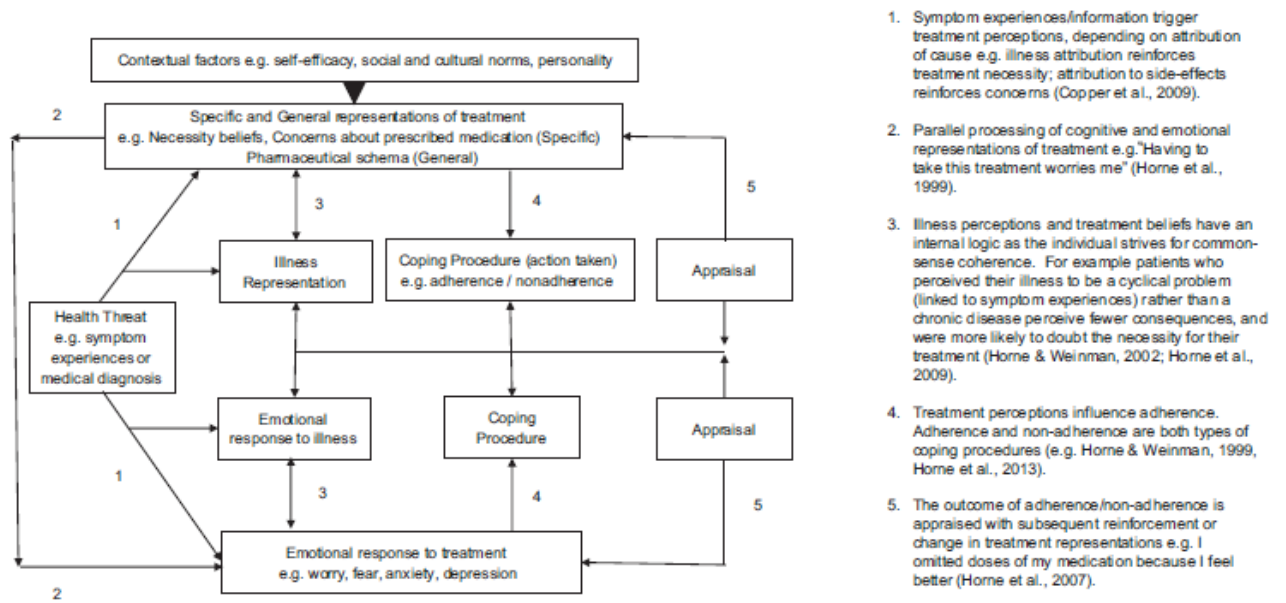 Contextual factors e.g. self-efficacy, social and cultural norms, personality
2
Specific and General representations of treatment
e.g. Necessity beliefs, Concerns about prescribed medication (Specific)
Pharmaceutical schema (General)
1
3
4
5
Illness
Representation
Coping Procedure (action taken)
e.g. adherence / nonadherence
Appraisal
Health Threat
e.g. symptom
experiences or
medical diagnosis
Emotional
response to illness
Coping
Procedure
Appraisal
1
3
4
5
Emotional response to treatment
e.g. worry, fear, anxiety, depression
2
1. Symptom experiences/information trigger
treatment perceptions, depending on attribution
of cause e.g. illness attribution reinforces
treatment necessity; attribution to side-effects
reinforces concerns (Copper et al., 2009).
2. Parallel processing of cognitive and emotional
representations of treatment e.g."Having to
take this treatment worries me" (Horne et al.,
1999).
3. Illness perceptions and treatment beliefs have an
internal logic as the individual strives for common-
sense coherence. For example patients who
perceived their illness to be a cyclical problem
(linked to symptom experiences) rather than a
chronic disease perceive fewer consequences, and
were more likely to doubt the necessity for their
treatment (Horne & Weinman, 2002; Horne et al.,
2009).
4. Treatment perceptions influence adherence.
Adherence and non-adherence are both types of
coping procedures (e.g. Horne & Weinman, 1999,
Horne et al., 2013).
5. The outcome of adherence/non-adherence is
appraised with subsequent reinforcement or
change in treatment representations e.g. I
omitted doses of my medication because I feel
better (Horne et al., 2007).